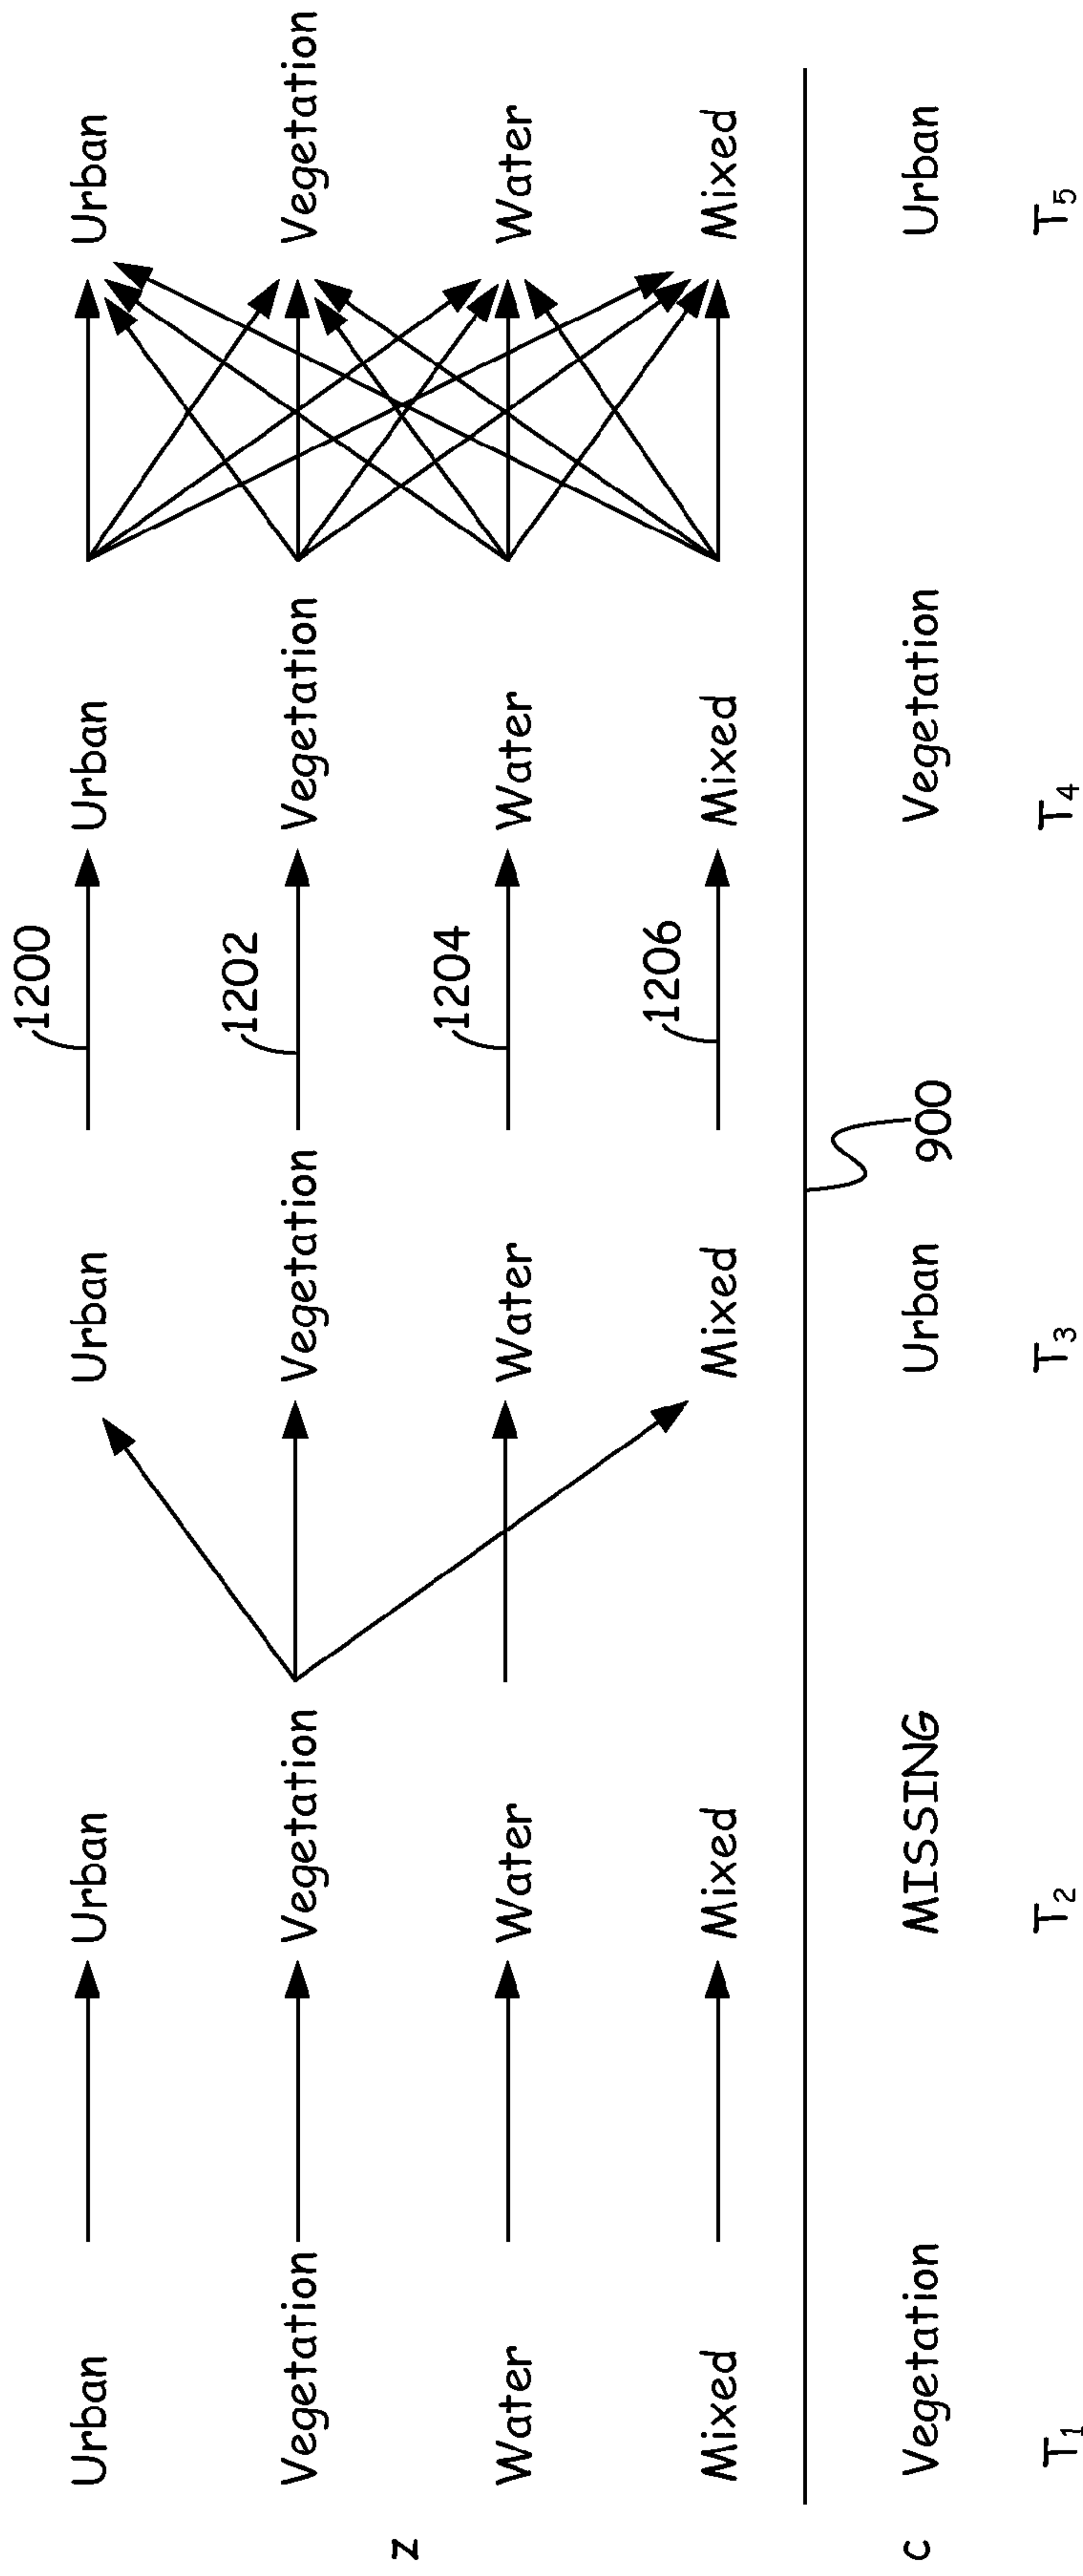 1200
Urban Urban Urban Urban Urban
1202
Vegetation Vegetation Vegetation Vegetation Vegetation
z
1204
Water Water Water Water Water
1206
Mixed Mixed Mixed Mixed Mixed
900
c Vegetation MISSING Urban Vegetation Urban
T1 T2 T3 T4 T5